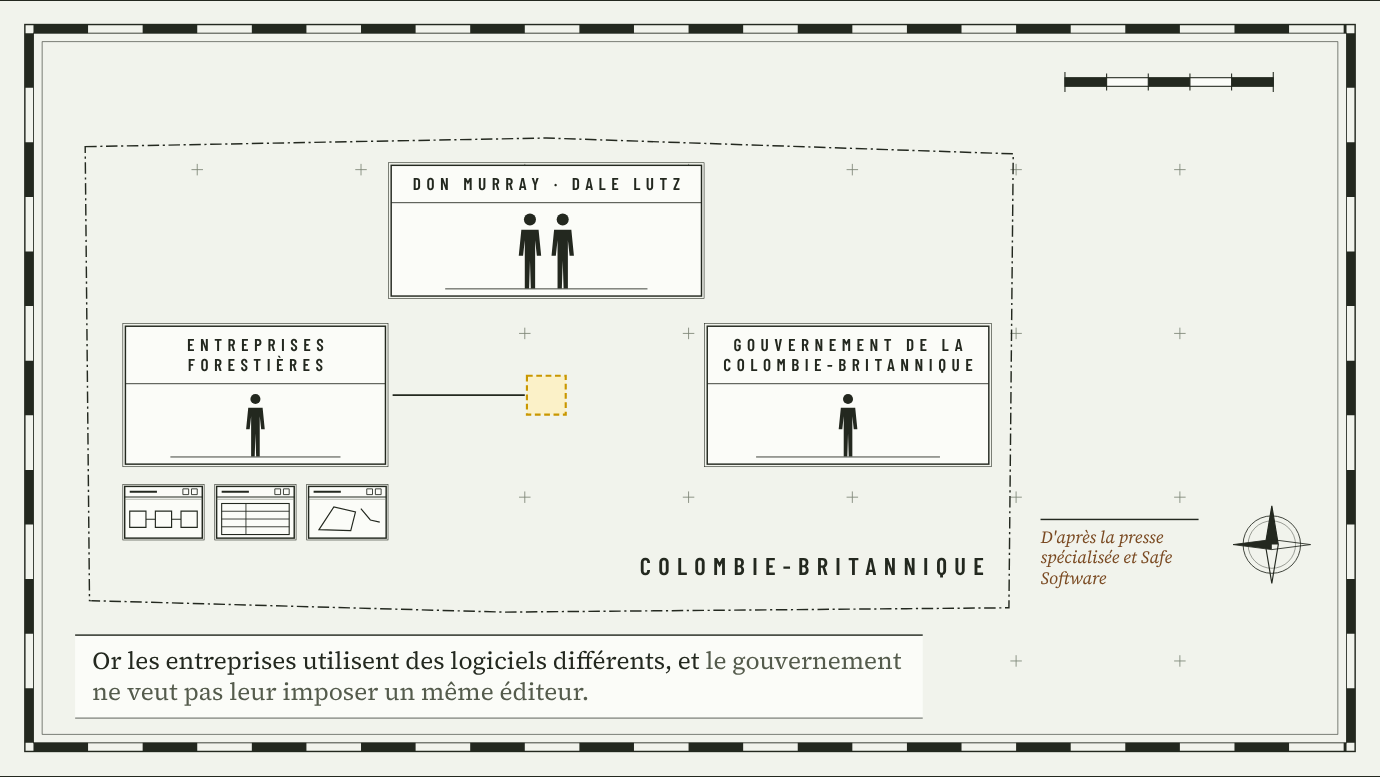 DON MURRAY · DALE LUTZ
ENTREPRISES
FORESTIÈRES
GOUVERNEMENT DE LA
COLOMBIE-BRITANNIQUE
COLOMBIE-BRITANNIQUE
D'après la presse
spécialisée et Safe
Software
Or les entreprises utilisent des logiciels différents, et le gouvernement
ne veut pas leur imposer un même éditeur.